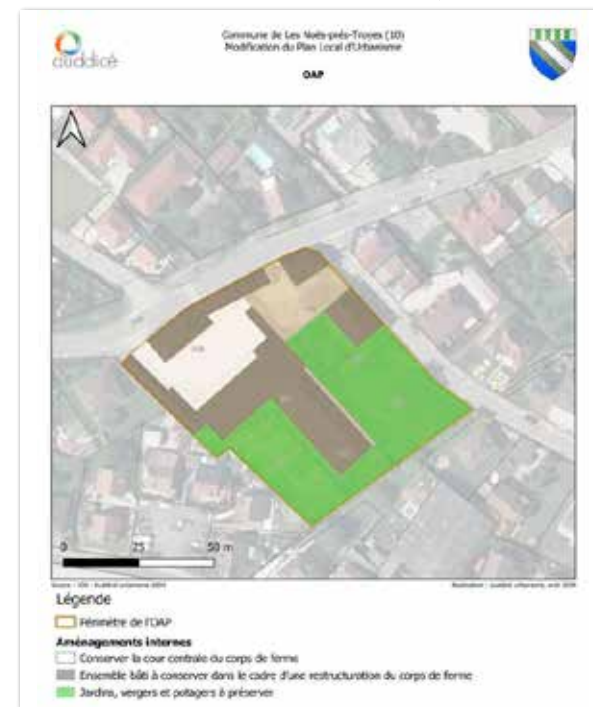 auddicé
Commune de Les Noës-près-Troyes (10)
Modification du Plan Local d'Urbanisme
OAP
0 25 50 m
Légende
Périmètre de l'OAP
Aménagements internes
Conserver la cour centrale du corps de ferme
Ensemble bâti à conserver dans le cadre d'une restructuration du corps de ferme
Jardins, vergers et potagers à préserver